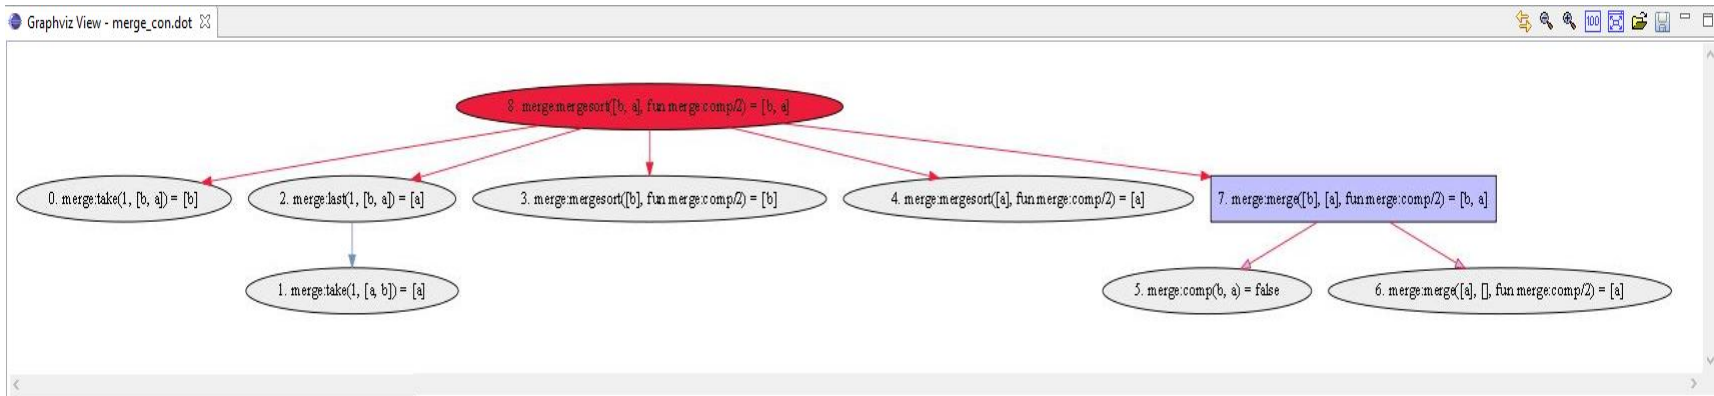 Graphviz View - merge_con.dot
100
8. merge:mergesort([b, a], fun merge:comp/2) = [b, a]
0. merge:take(1, [b, a]) = [b]
2. merge:last(1, [b, a]) = [a]
3. merge:mergesort([b], fun merge:comp/2) = [b]
4. merge:mergesort([a], fun merge:comp/2) = [a]
7. merge:merge([b], [a], fun merge:comp/2) = [b, a]
1. merge:take(1, [a, b]) = [a]
5. merge:comp(b, a) = false
6. merge:merge([a], [], fun merge:comp/2) = [a]